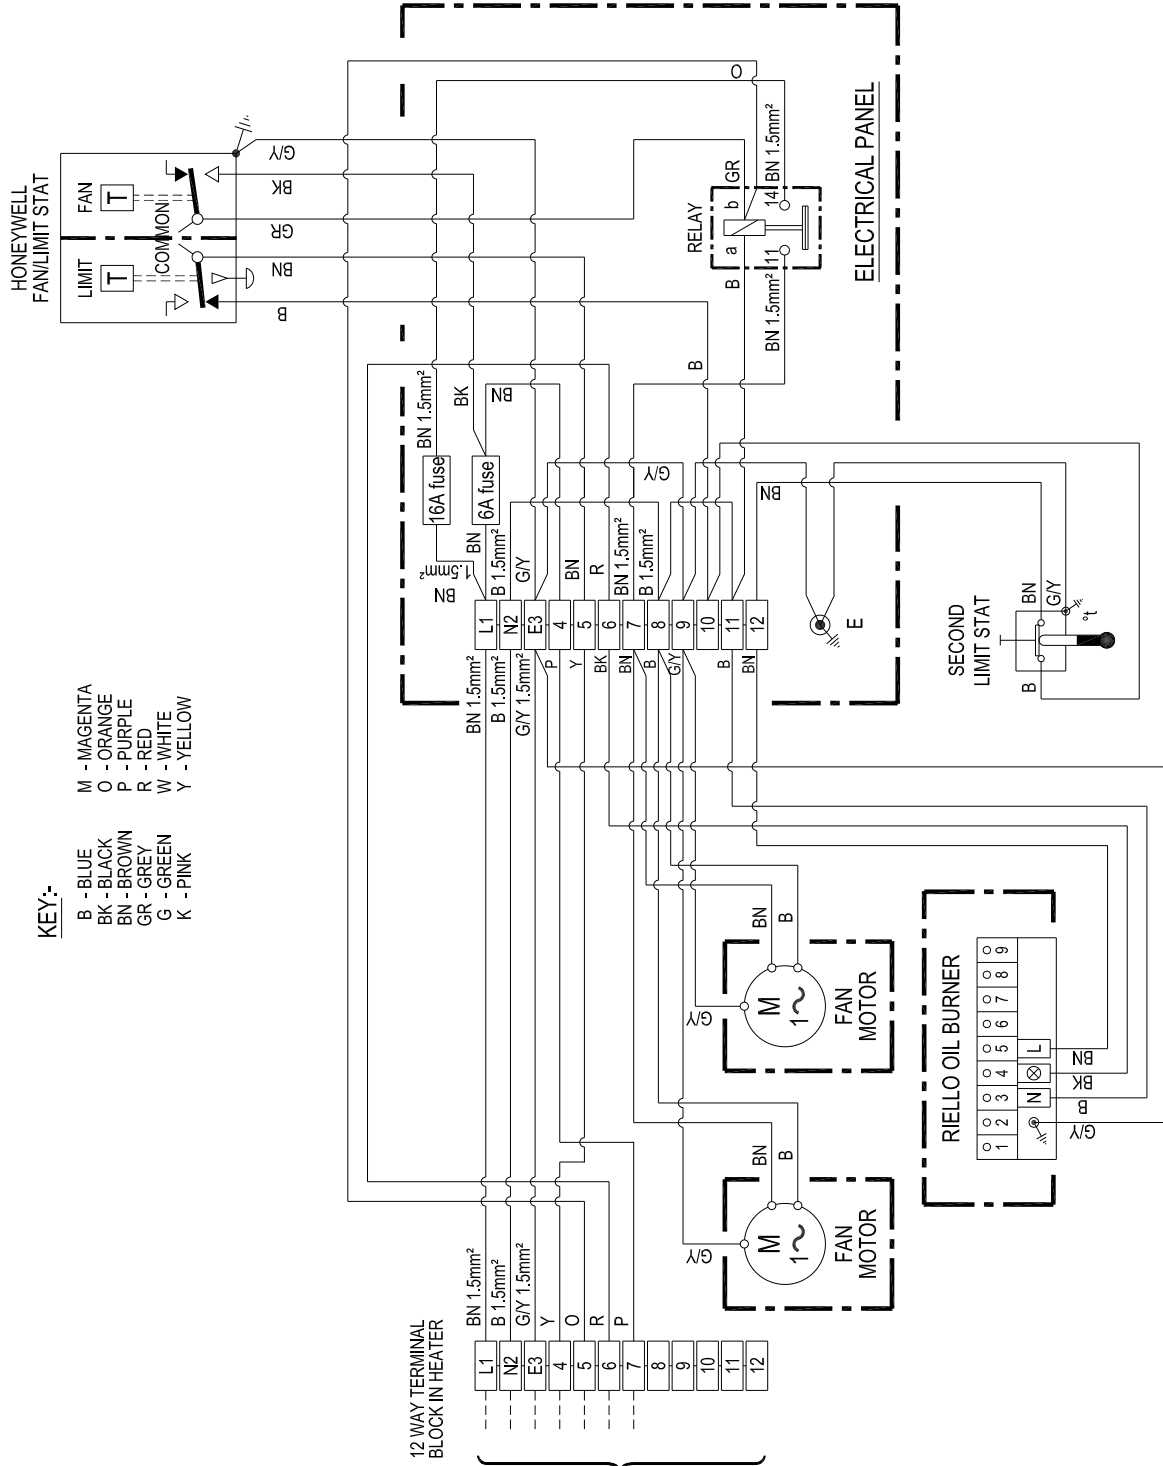 HONEYWELL
FAN/LIMIT STAT
LIMIT
FAN
T
T
COMMON
B
BN
GR
BK
G/Y
O
RELAY
a
b
11
14
B
GR
BN 1.5mm²
BN 1.5mm²
ELECTRICAL PANEL
BN 1.5mm²
BK
BN
B
16A fuse
6A fuse
BN
1.5mm²
BN
B 1.5mm²
G/Y
BN
R
BN 1.5mm²
B 1.5mm²
G/Y
BN
L1
N2
E3
4
5
6
7
8
9
10
11
12
BN 1.5mm²
B 1.5mm²
G/Y 1.5mm²
P
Y
BK
BN
B
G/Y
B
BN
E
SECOND
LIMIT STAT
B
BN
G/Y
°t
KEY:-
B - BLUE
BK - BLACK
BN - BROWN
GR - GREY
G - GREEN
K - PINK
M - MAGENTA
O - ORANGE
P - PURPLE
R - RED
W - WHITE
Y - YELLOW
BN
B
G/Y
M
1~
FAN
MOTOR
BN
B
G/Y
M
1~
FAN
MOTOR
RIELLO OIL BURNER
1 2 3 4 5 6 7 8 9
N
L
G/Y
B
BK
BN
12 WAY TERMINAL
BLOCK IN HEATER
BN 1.5mm²
B 1.5mm²
G/Y 1.5mm²
Y
O
R
P
L1
N2
E3
4
5
6
7
8
9
10
11
12